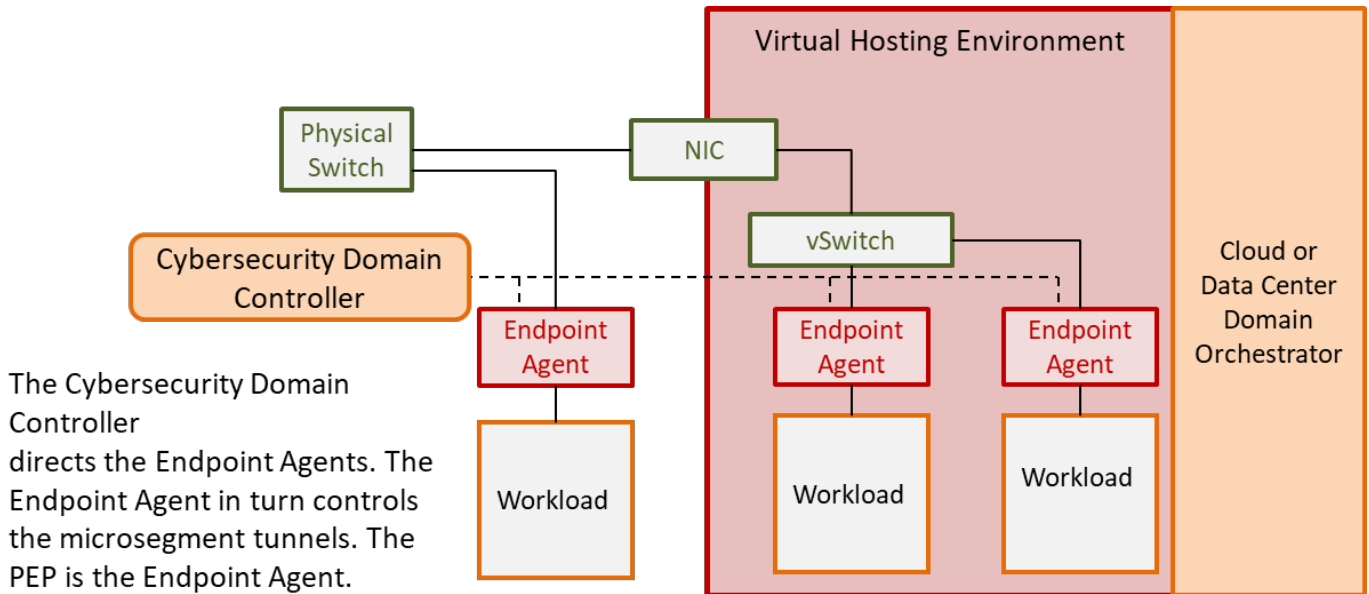 Virtual Hosting Environment
Physical
Switch
NIC
vSwitch
Cybersecurity Domain
Controller
Cloud or
Data Center
Domain
Orchestrator
Endpoint
Agent
Endpoint
Agent
Endpoint
Agent
The Cybersecurity Domain
Controller
directs the Endpoint Agents. The
Endpoint Agent in turn controls
the microsegment tunnels. The
PEP is the Endpoint Agent.
Workload
Workload
Workload